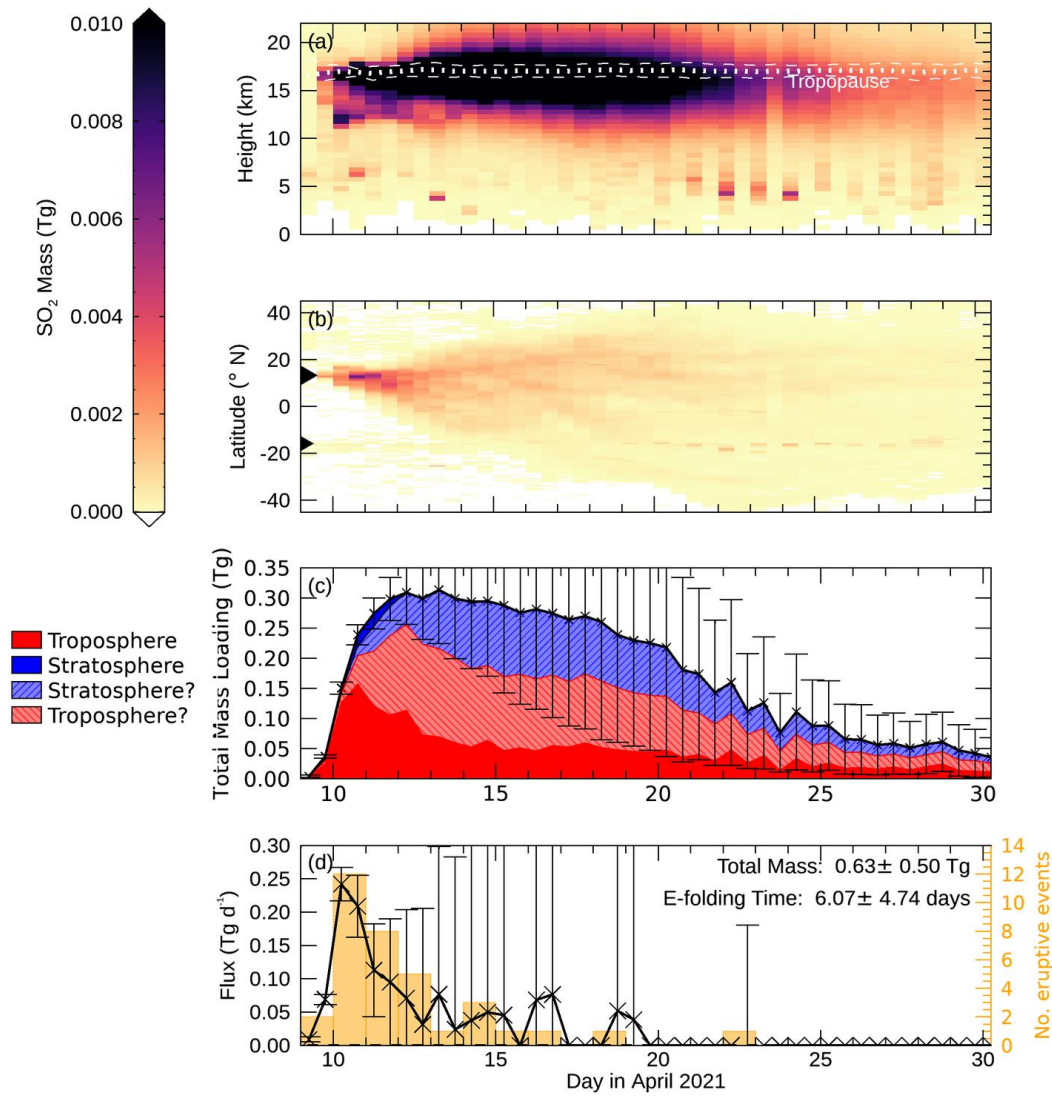 0.010
0.008
0.006
0.004
0.002
0.000
SO₂ Mass (Tg)
(a)
20
15
10
5
0
Height (km)
Tropopause
(b)
40
20
0
-20
-40
Latitude (° N)
Troposphere
Stratosphere
Stratosphere?
Troposphere?
(c)
0.35
0.30
0.25
0.20
0.15
0.10
0.05
0.00
Total Mass Loading (Tg)
10 15 20 25 30
(d)
Total Mass: 0.63± 0.50 Tg
E-folding Time: 6.07± 4.74 days
0.30
0.25
0.20
0.15
0.10
0.05
0.00
Flux (Tg d⁻¹)
14
12
10
8
6
4
2
0
No. eruptive events
10 15 20 25 30
Day in April 2021